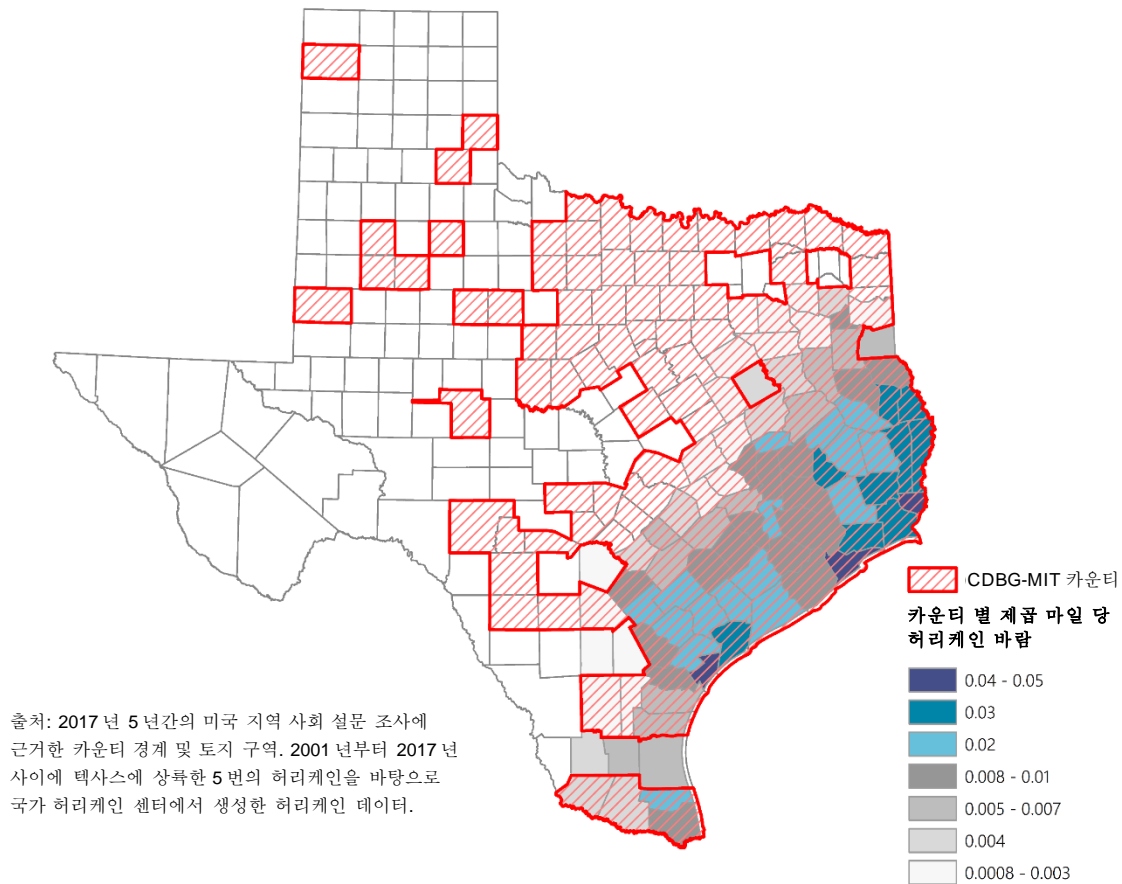 CDBG-MIT 카운티
카운티 별 제곱 마일 당
허리케인 바람
0.04 - 0.05
0.03
0.02
0.008 - 0.01
0.005 - 0.007
0.004
0.0008 - 0.003
출처: 2017 년 5 년간의 미국 지역 사회 설문 조사에
근거한 카운티 경계 및 토지 구역. 2001 년부터 2017 년
사이에 텍사스에 상륙한 5 번의 허리케인을 바탕으로
국가 허리케인 센터에서 생성한 허리케인 데이터.